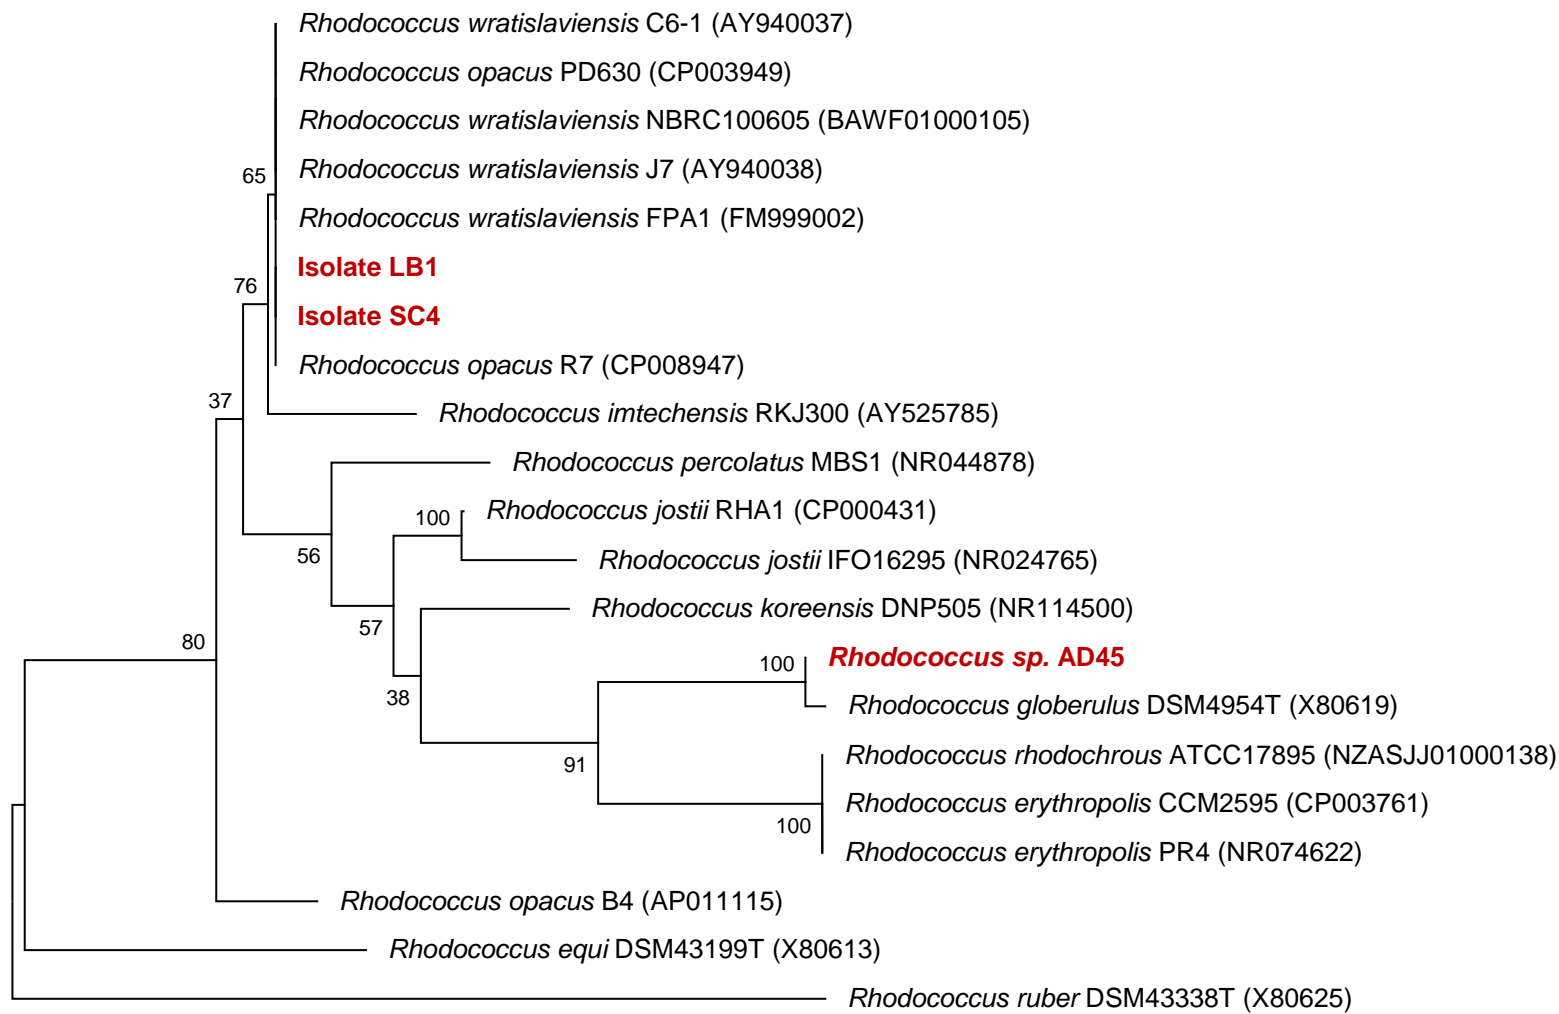 Rhodococcus wratislaviensis C6-1 (AY940037)
Rhodococcus opacus PD630 (CP003949)
Rhodococcus wratislaviensis NBRC100605 (BAWF01000105)
65
Rhodococcus wratislaviensis J7 (AY940038)
Rhodococcus wratislaviensis FPA1 (FM999002)
Isolate LB1
76
Isolate SC4
Rhodococcus opacus R7 (CP008947)
37
Rhodococcus imtechensis RKJ300 (AY525785)
Rhodococcus percolatus MBS1 (NR044878)
100
Rhodococcus jostii RHA1 (CP000431)
56
Rhodococcus jostii IFO16295 (NR024765)
Rhodococcus koreensis DNP505 (NR114500)
57
80
100
Rhodococcus sp. AD45
38
Rhodococcus globerulus DSM4954T (X80619)
91
Rhodococcus rhodochrous ATCC17895 (NZASJJ01000138)
Rhodococcus erythropolis CCM2595 (CP003761)
100
Rhodococcus erythropolis PR4 (NR074622)
Rhodococcus opacus B4 (AP011115)
Rhodococcus equi DSM43199T (X80613)
Rhodococcus ruber DSM43338T (X80625)